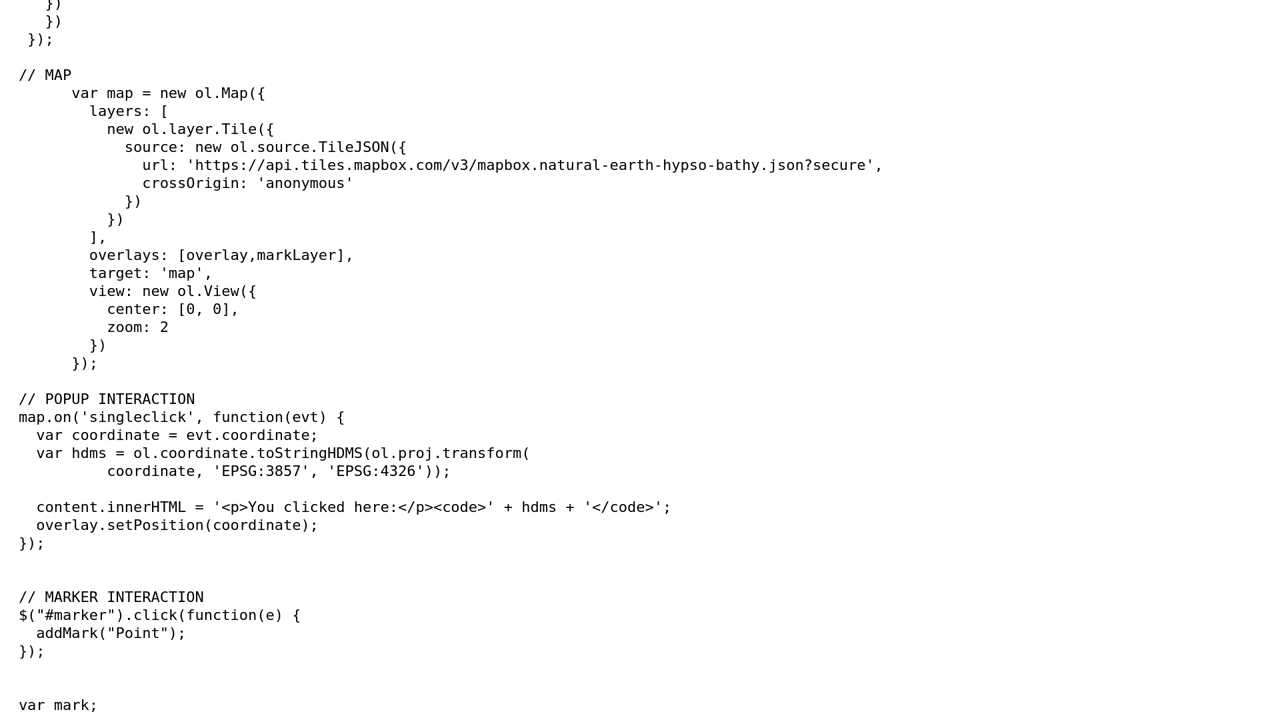 })
})
});
// MAP
var map = new ol.Map({
layers: [
new ol.layer.Tile({
source: new ol.source.TileJSON({
url: 'https://api.tiles.mapbox.com/v3/mapbox.natural-earth-hypso-bathy.json?secure',
crossOrigin: 'anonymous'
})
})
],
overlays: [overlay,markLayer],
target: 'map',
view: new ol.View({
center: [0, 0],
zoom: 2
})
});
// POPUP INTERACTION
map.on('singleclick', function(evt) {
var coordinate = evt.coordinate;
var hdms = ol.coordinate.toStringHDMS(ol.proj.transform(
coordinate, 'EPSG:3857', 'EPSG:4326'));
content.innerHTML = '<p>You clicked here:</p><code>' + hdms + '</code>';
overlay.setPosition(coordinate);
});
// MARKER INTERACTION
$("#marker").click(function(e) {
addMark("Point");
});
var mark;